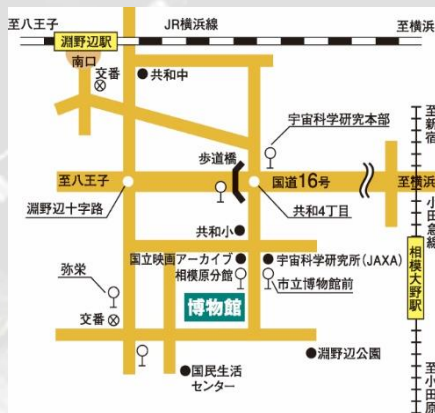 至八王子
JR横浜線
至横浜
淵野辺駅
南口
交番
共和中
至新宿
宇宙科学研究本部
歩道橋
至八王子
国道16号
至横浜
小田急線
淵野辺十字路
共和4丁目
共和小
国立映画アーカイブ
相模原分館
宇宙科学研究所(JAXA)
相模大野駅
弥栄
市立博物館前
博物館
交番
淵野辺公園
国民生活
センター
至小田原